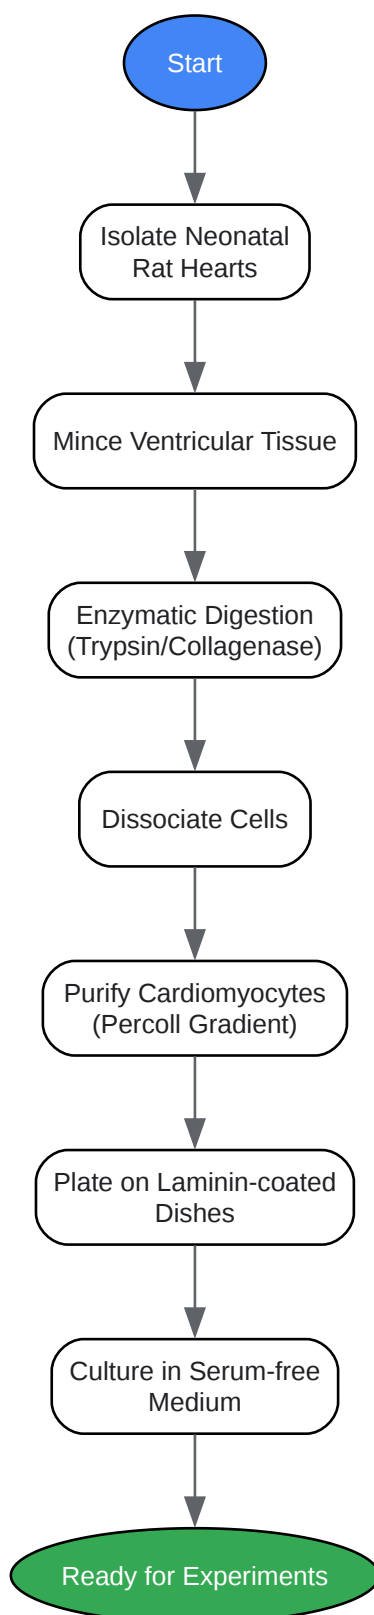 Start
Isolate Neonatal
Rat Hearts
Mince Ventricular Tissue
Enzymatic Digestion
(Trypsin/Collagenase)
Dissociate Cells
Purify Cardiomyocytes
(Percoll Gradient)
Plate on Laminin-coated
Dishes
Culture in Serum-free
Medium
Ready for Experiments